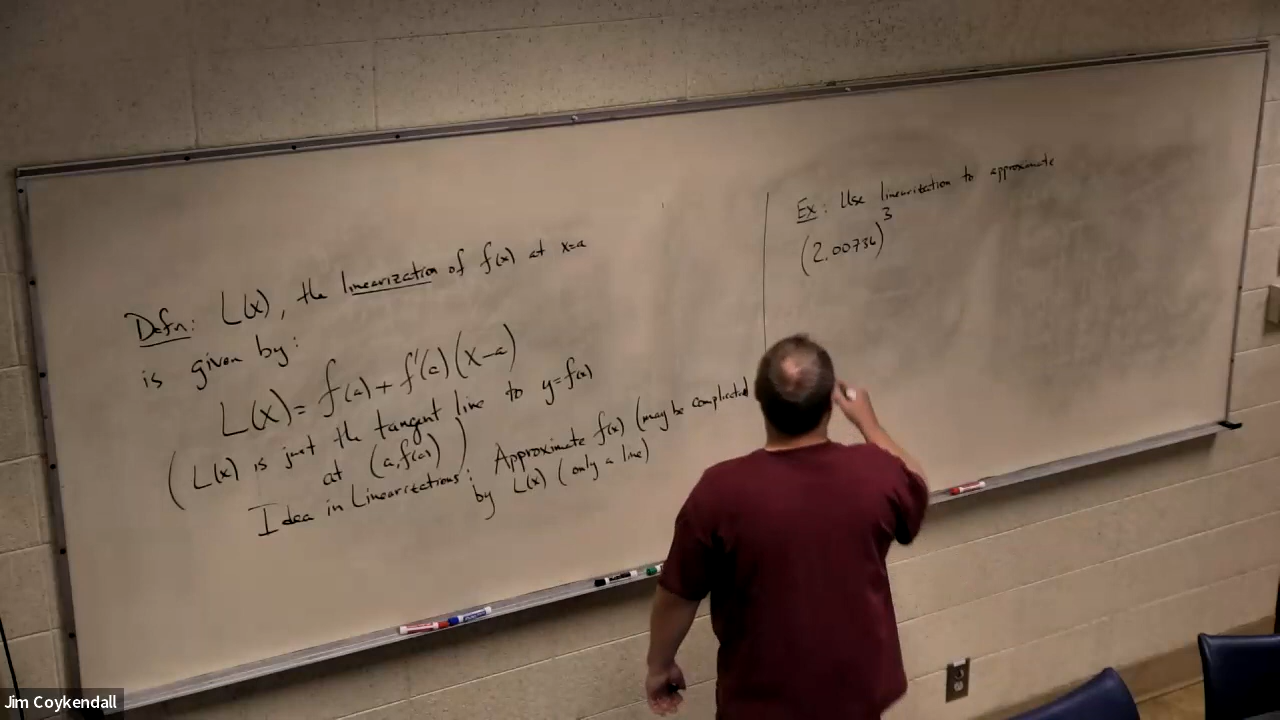 Defn: L(x), the linearization of f(x) at x=a
is given by:
L(x) = f(a) + f'(a)(x-a)
(L(x) is just the tangent line to y=f(x)
at (a,f(a)))
Idea in Linearizations: Approximate f(x) (may be complicated
by L(x) (only a line)
Ex: Use linearization to approximate
(2.00736)^3
Jim Coykendall